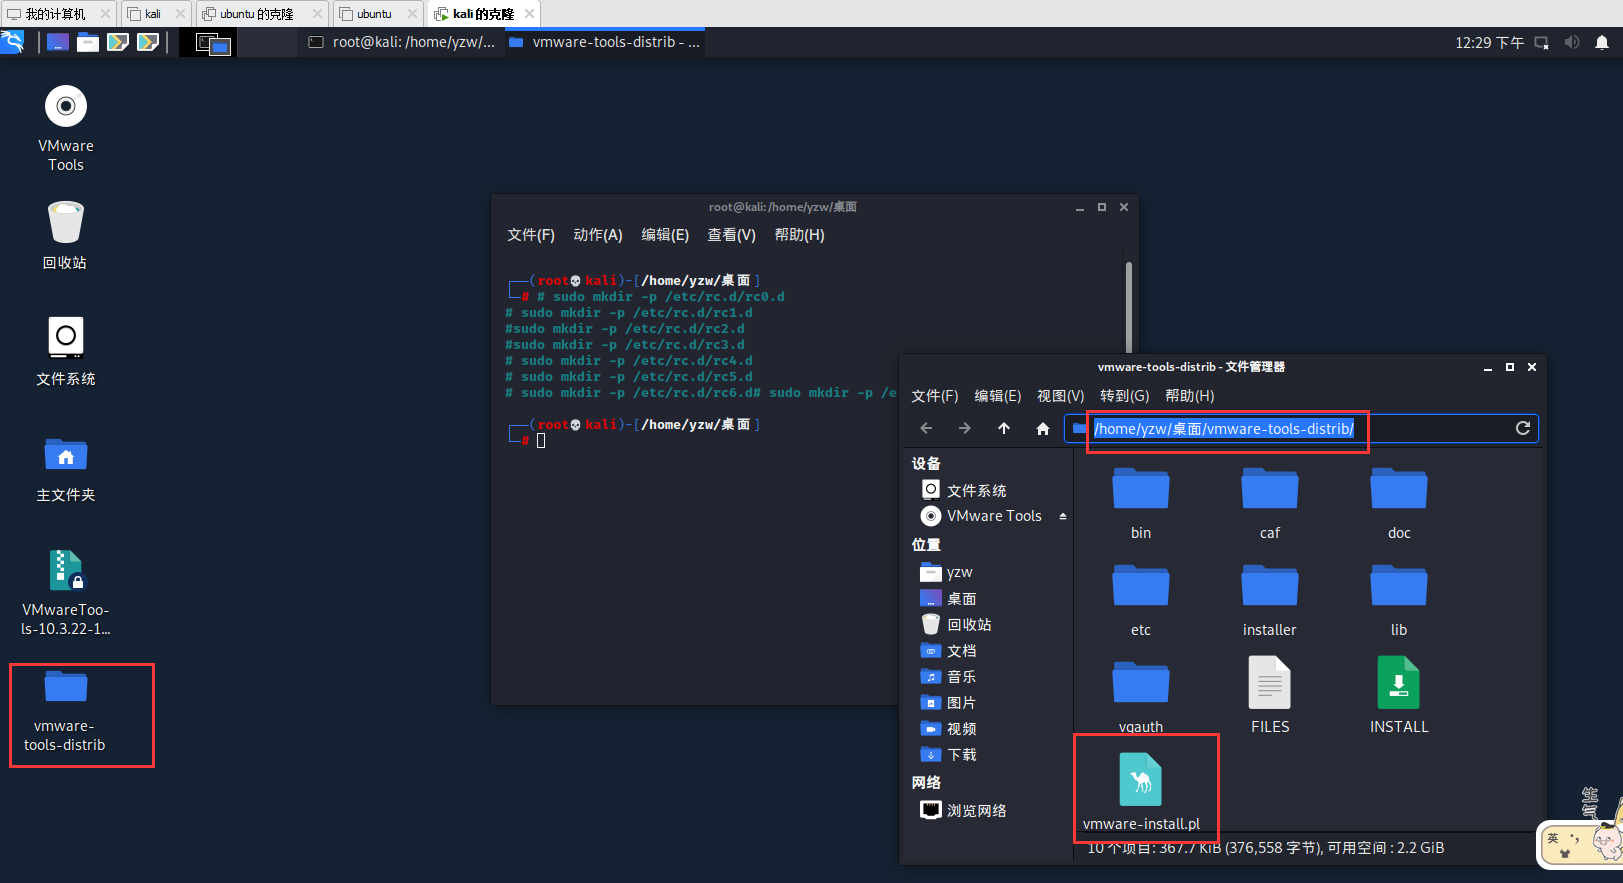 我的计算机
kali
ubuntu 的克隆
ubuntu
kali 的克隆
root@kali: /home/yzw/...
vmware-tools-distrib - ...
12:29 下午
VMware
Tools
回收站
文件系统
主文件夹
VMwareToo-
ls-10.3.22-1...
vmware-
tools-distrib
root@kali: /home/yzw/桌面
文件(F) 动作(A) 编辑(E) 查看(V) 帮助(H)
(root💀kali)-[/home/yzw/桌面]
# # sudo mkdir -p /etc/rc.d/rc0.d
# sudo mkdir -p /etc/rc.d/rc1.d
#sudo mkdir -p /etc/rc.d/rc2.d
#sudo mkdir -p /etc/rc.d/rc3.d
# sudo mkdir -p /etc/rc.d/rc4.d
# sudo mkdir -p /etc/rc.d/rc5.d
# sudo mkdir -p /etc/rc.d/rc6.d# sudo mkdir -p /e
(root💀kali)-[/home/yzw/桌面]
#
vmware-tools-distrib - 文件管理器
文件(F) 编辑(E) 视图(V) 转到(G) 帮助(H)
/home/yzw/桌面/vmware-tools-distrib/
设备
文件系统
VMware Tools
位置
yzw
桌面
回收站
文档
音乐
图片
视频
下载
网络
浏览网络
bin
caf
doc
etc
installer
lib
vgauth
FILES
INSTALL
vmware-install.pl
10 个项目: 367.7 KiB (376,558 字节), 可用空间 : 2.2 GiB
英